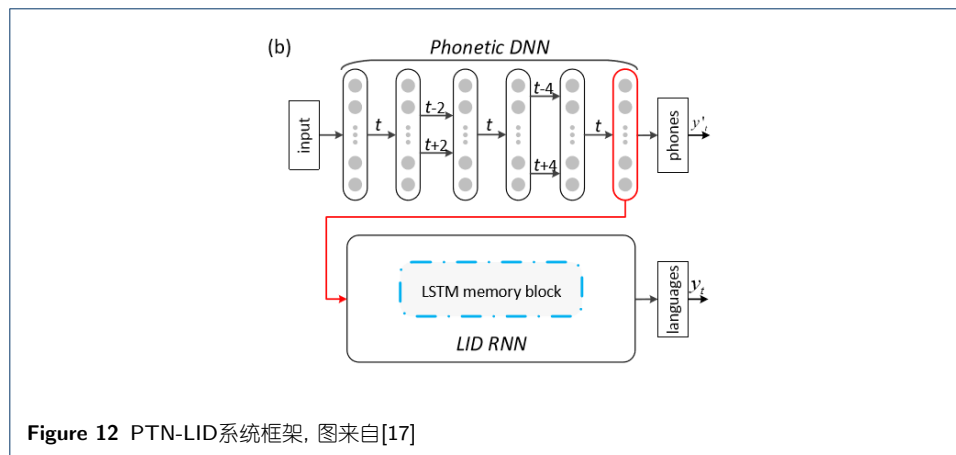 (b)
Phonetic DNN
input
t
t-2
t+2
t
t-4
t+4
t
phones
y't
LSTM memory block
LID RNN
languages
yt
Figure 12 PTN-LID系统框架, 图来自[17]